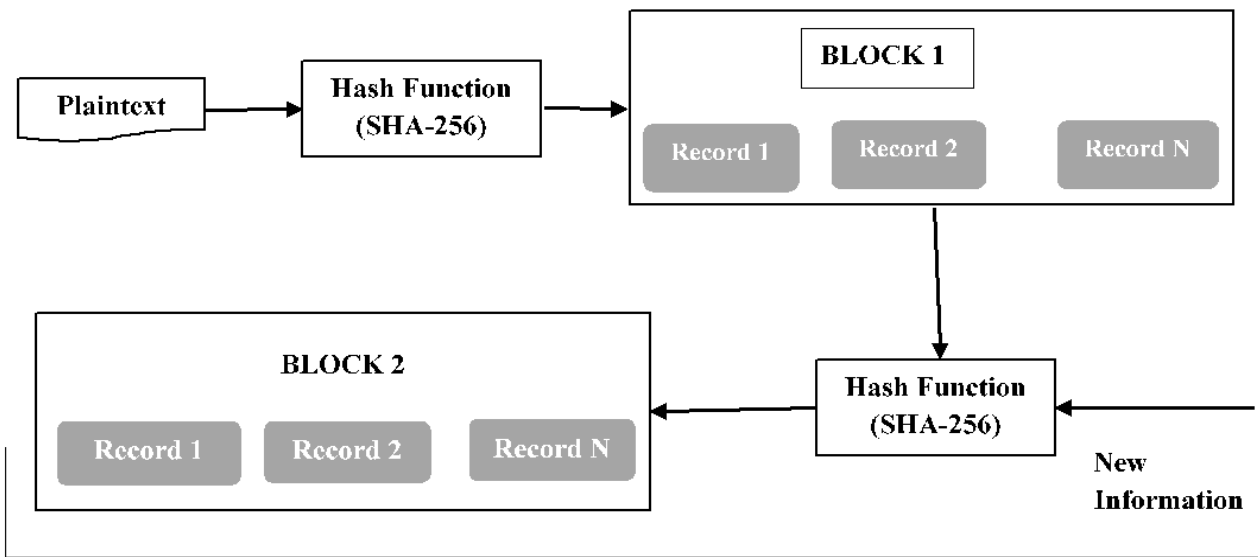 Plaintext
Hash Function
(SHA-256)
BLOCK 1
Record 1
Record 2
Record N
BLOCK 2
Record 1
Record 2
Record N
Hash Function
(SHA-256)
New
Information